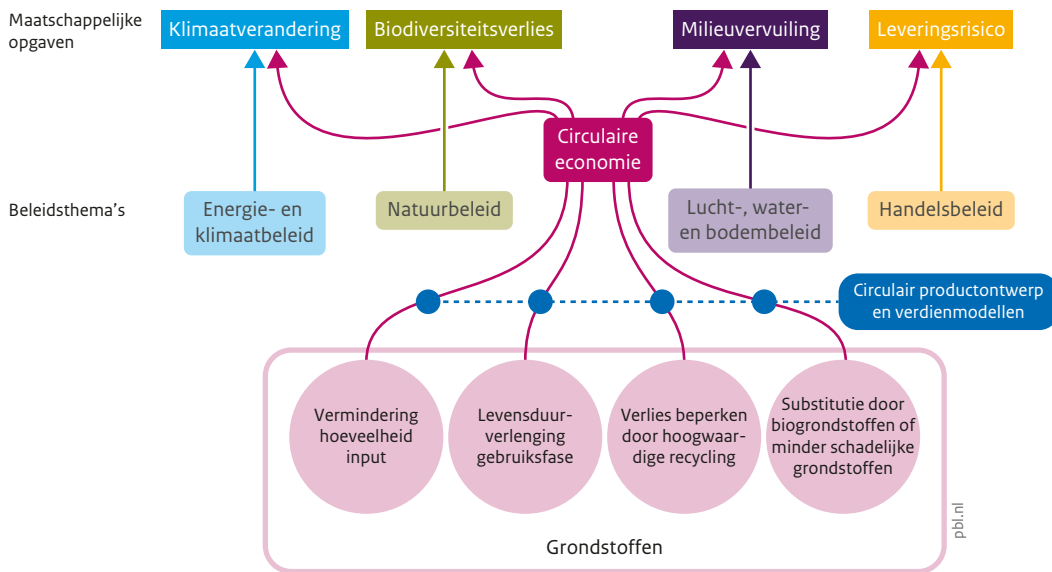 Maatschappelijke
opgaven
Klimaatverandering
Biodiversiteitsverlies
Milieuvervuiling
Leveringsrisico
Circulaire
economie
Beleidsthema's
Energie- en
klimaatbeleid
Natuurbeleid
Lucht-, water-
en bodembeleid
Handelsbeleid
Circulair productontwerp
en verdienmodellen
Vermindering
hoeveelheid
input
Levensduur-
verlenging
gebruiksfase
Verlies beperken
door hoogwaar-
dige recycling
Substitutie door
biogrondstoffen of
minder schadelijke
grondstoffen
Grondstoffen
pbl.nl